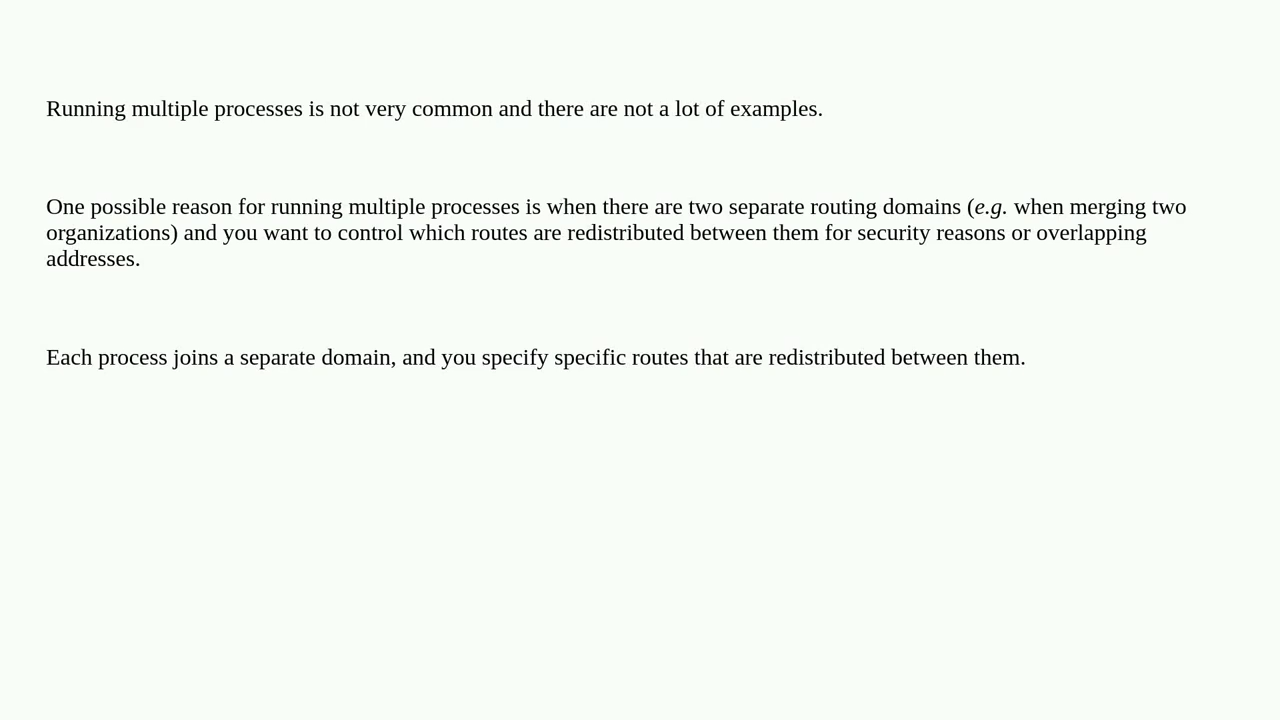 Running multiple processes is not very common and there are not a lot of examples.
One possible reason for running multiple processes is when there are two separate routing domains (e.g. when merging two
organizations) and you want to control which routes are redistributed between them for security reasons or overlapping
addresses.
Each process joins a separate domain, and you specify specific routes that are redistributed between them.